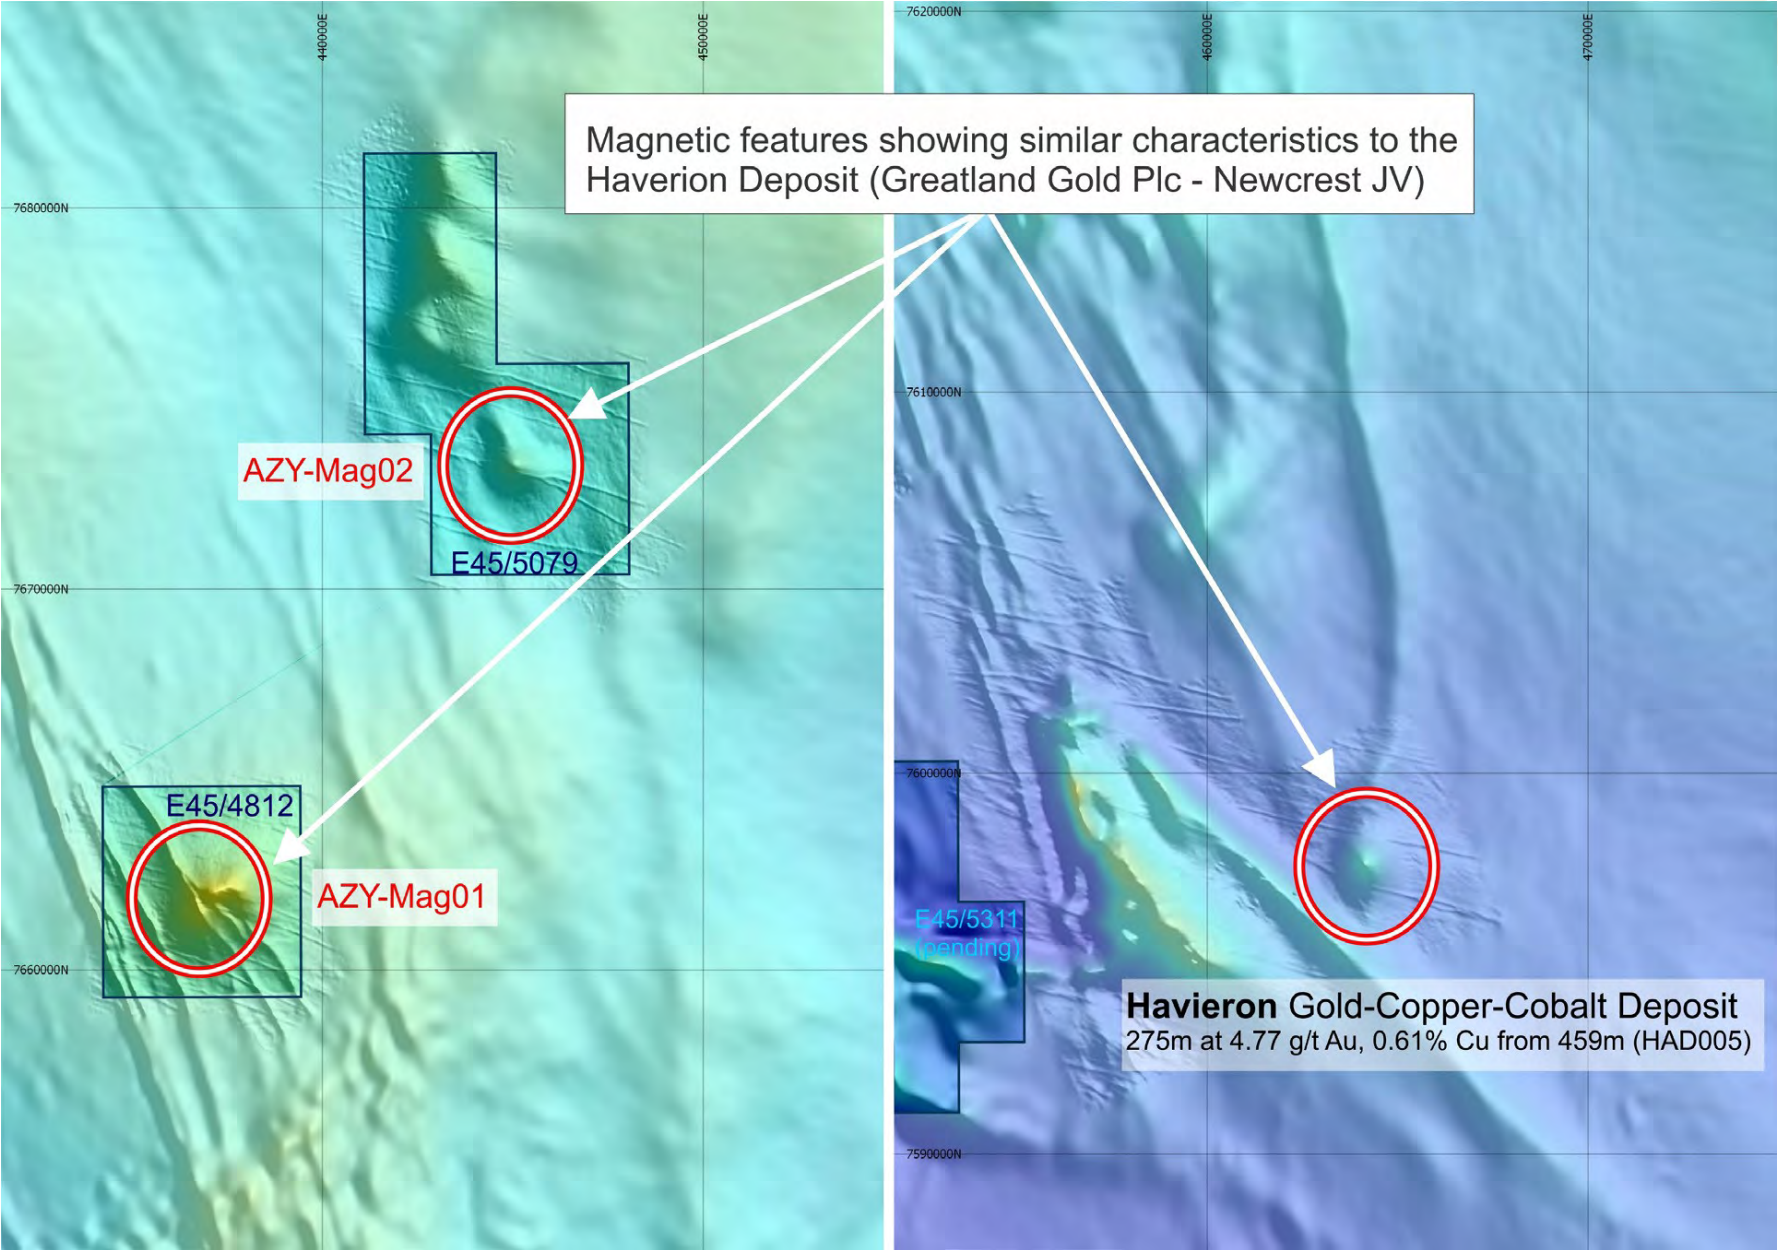 440000E
450000E
460000E
470000E
7620000N
Magnetic features showing similar characteristics to the
Haverion Deposit (Greatland Gold Plc - Newcrest JV)
7680000N
7610000N
AZY-Mag02
E45/5079
7670000N
7600000N
E45/4812
AZY-Mag01
E45/5311
(pending)
7660000N
Havieron Gold-Copper-Cobalt Deposit
275m at 4.77 g/t Au, 0.61% Cu from 459m (HAD005)
7590000N